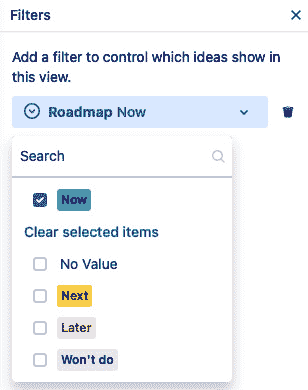 Filters
Add a filter to control which ideas show in
this view.
Roadmap Now
Search
Now
Clear selected items
No Value
Next
Later
Won't do